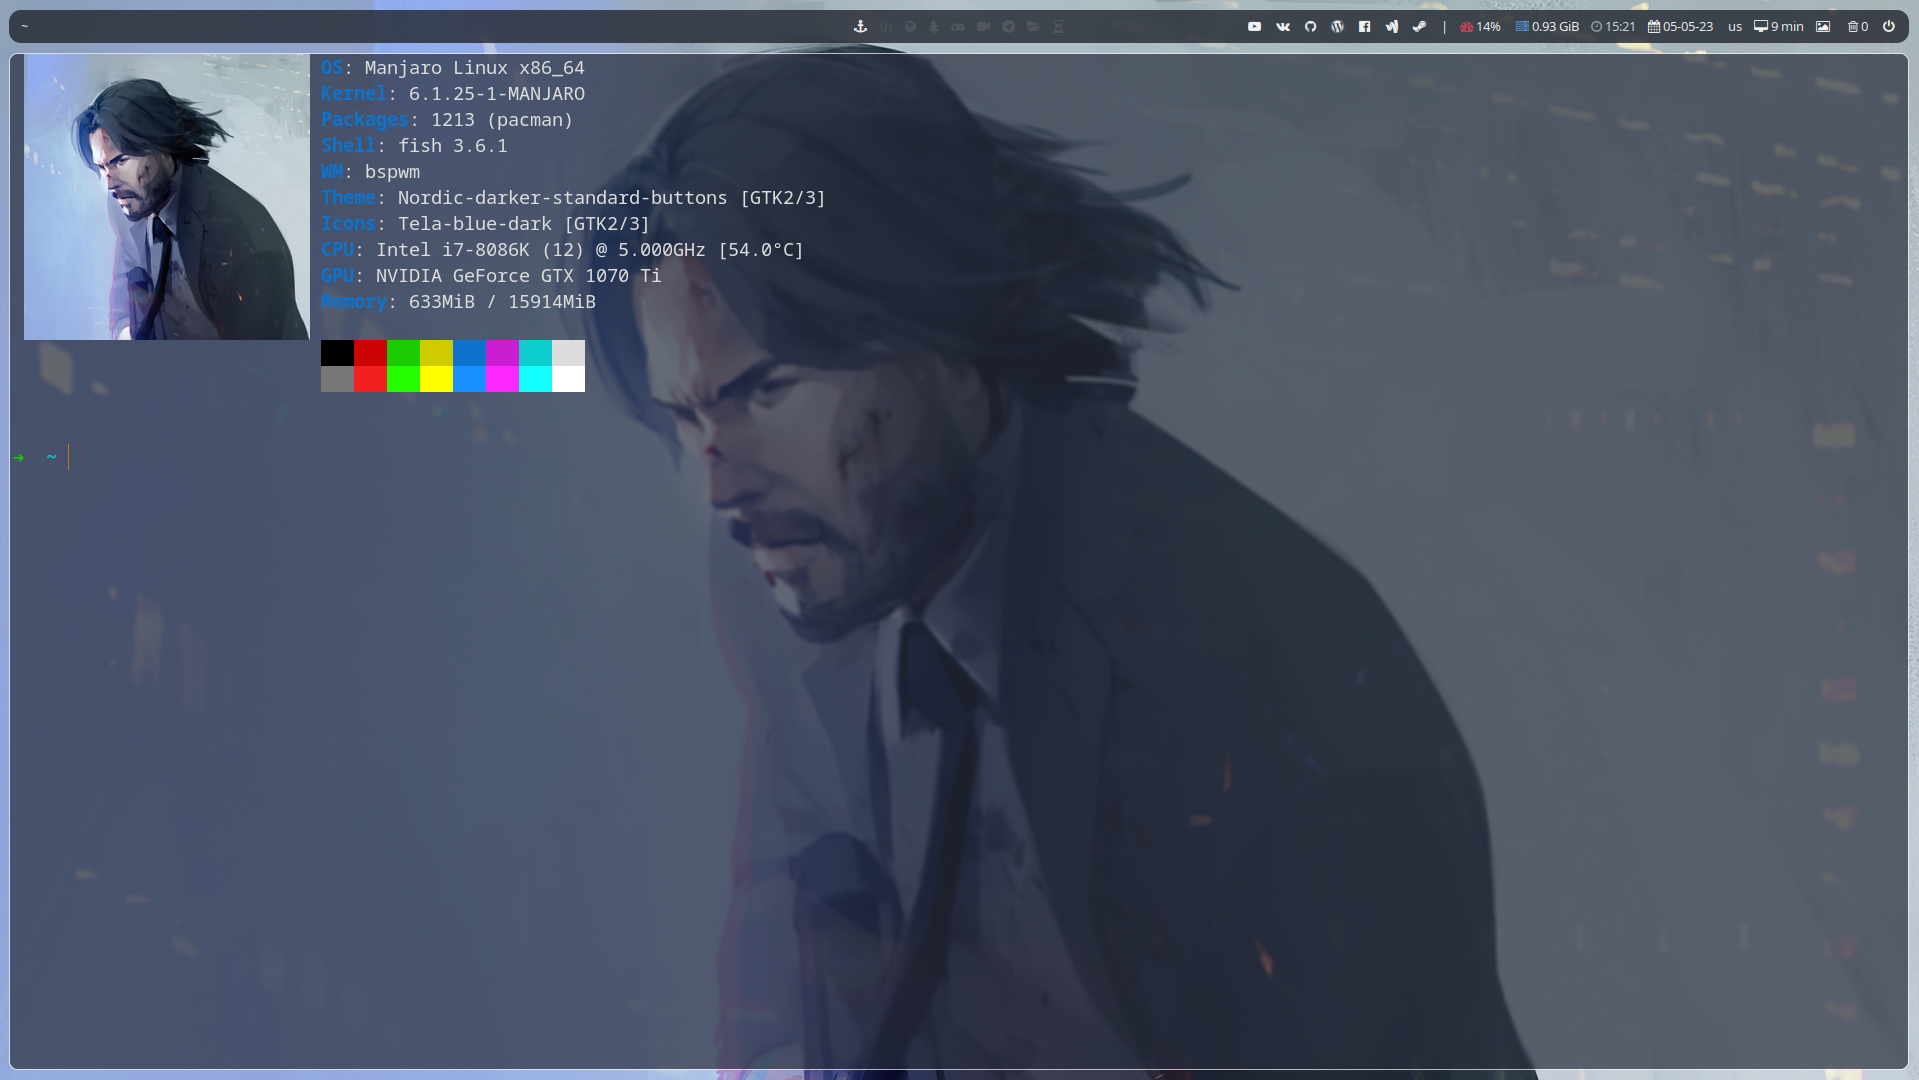 ~ | 14% 0.93 GiB 15:21 05-05-23 us 9 min 0
OS: Manjaro Linux x86_64
Kernel: 6.1.25-1-MANJARO
Packages: 1213 (pacman)
Shell: fish 3.6.1
WM: bspwm
Theme: Nordic-darker-standard-buttons [GTK2/3]
Icons: Tela-blue-dark [GTK2/3]
CPU: Intel i7-8086K (12) @ 5.000GHz [54.0°C]
GPU: NVIDIA GeForce GTX 1070 Ti
Memory: 633MiB / 15914MiB
➜ ~